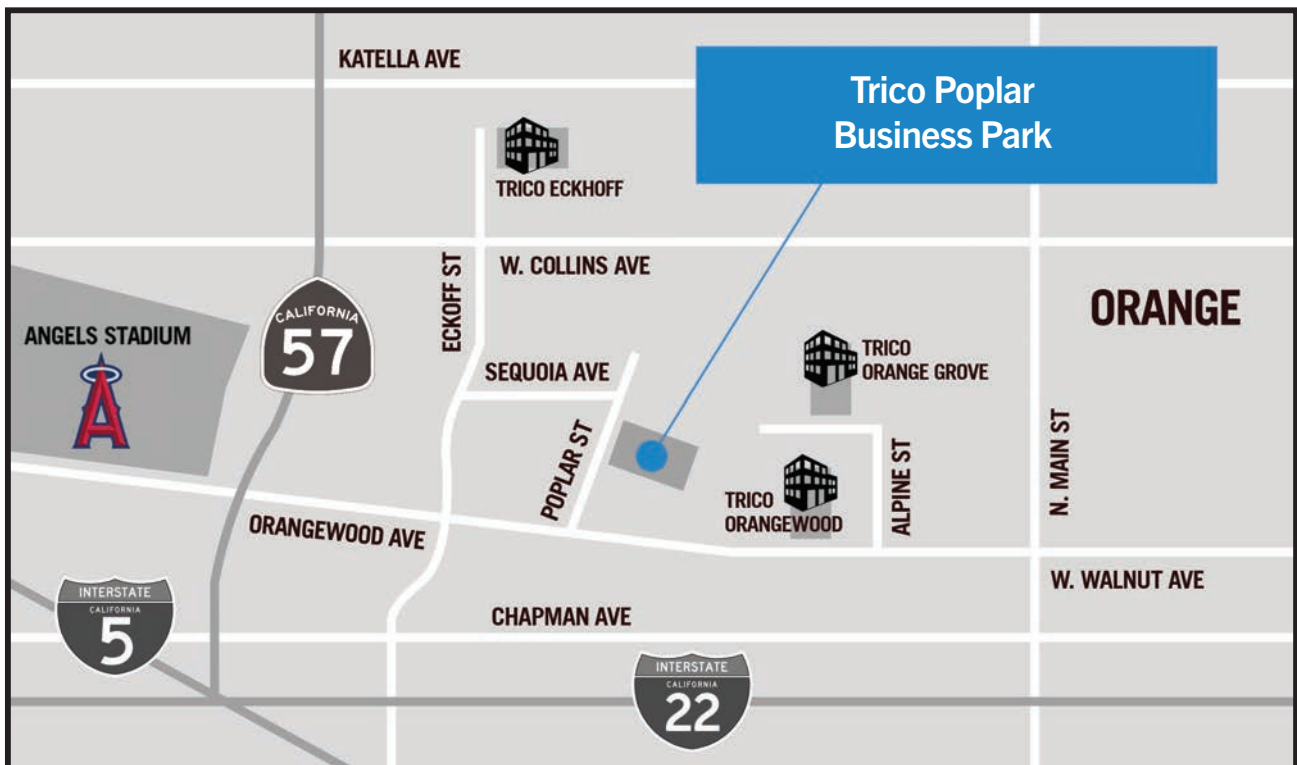 KATELLA AVE
Trico Poplar
Business Park
TRICO ECKHOFF
ECKOFF ST
W. COLLINS AVE
ORANGE
ANGELS STADIUM
A
CALIFORNIA
57
SEQUOIA AVE
TRICO
ORANGE GROVE
POPLAR ST
TRICO
ORANGEWOOD
ALPINE ST
N. MAIN ST
ORANGEWOOD AVE
W. WALNUT AVE
INTERSTATE
CALIFORNIA
5
CHAPMAN AVE
INTERSTATE
CALIFORNIA
22